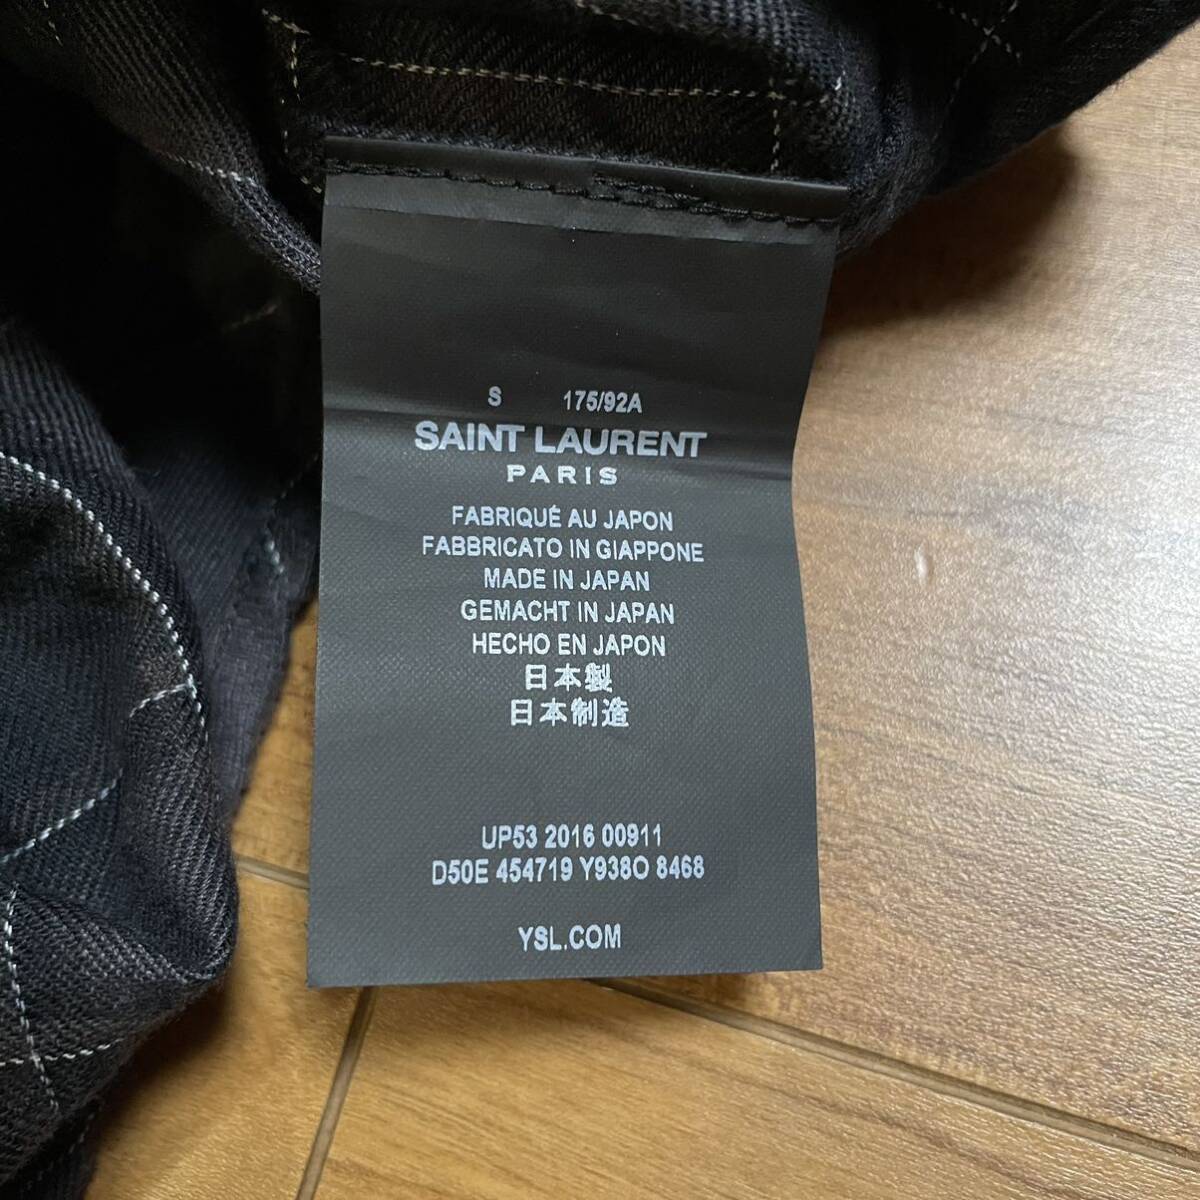 S 175/92A
SAINT LAURENT
PARIS
FABRIQUÉ AU JAPON
FABBRICATO IN GIAPPONE
MADE IN JAPAN
GEMACHT IN JAPAN
HECHO EN JAPON
日本製
日本制造
UP53 2016 00911
D50E 454719 Y938O 8468
YSL.COM